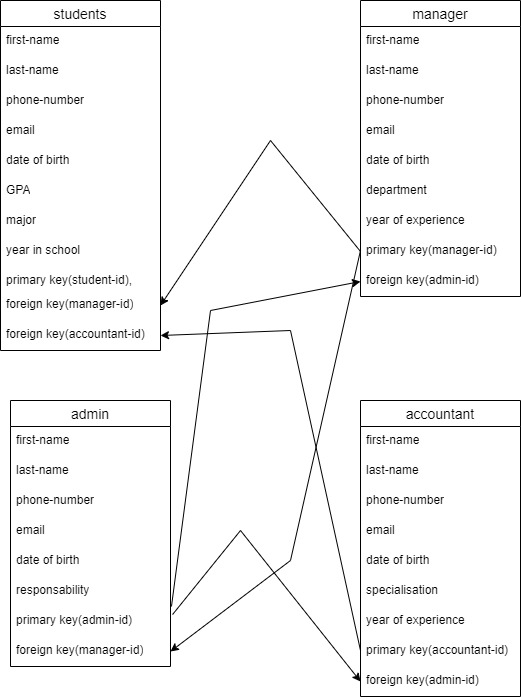 students
first-name
last-name
phone-number
email
date of birth
GPA
major
year in school
primary key(student-id),
foreign key(manager-id)
foreign key(accountant-id)
manager
first-name
last-name
phone-number
email
date of birth
department
year of experience
primary key(manager-id)
foreign key(admin-id)
admin
first-name
last-name
phone-number
email
date of birth
responsability
primary key(admin-id)
foreign key(manager-id)
accountant
first-name
last-name
phone-number
email
date of birth
specialisation
year of experience
primary key(accountant-id)
foreign key(admin-id)